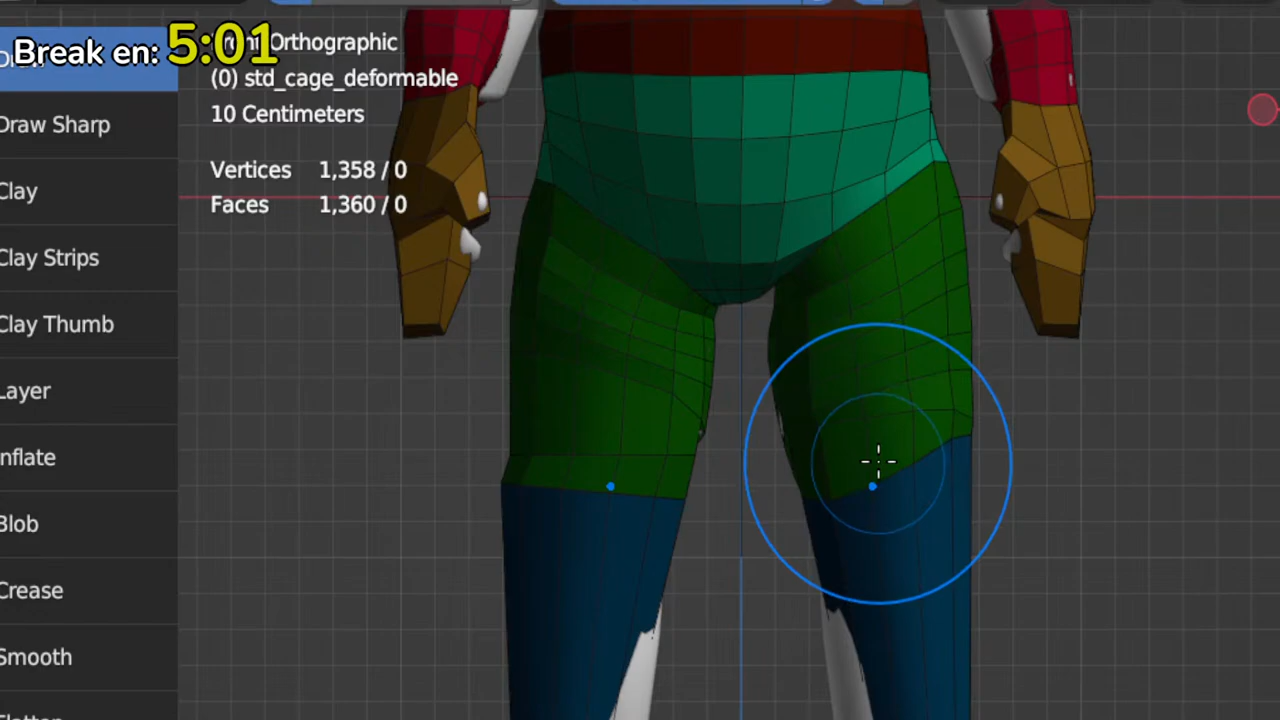 Break en: 5:01
Orthographic
(0) std_cage_deformable
10 Centimeters
Vertices 1,358 / 0
Faces 1,360 / 0
Draw Sharp
Clay
Clay Strips
Clay Thumb
Layer
nflate
Blob
Crease
Smooth